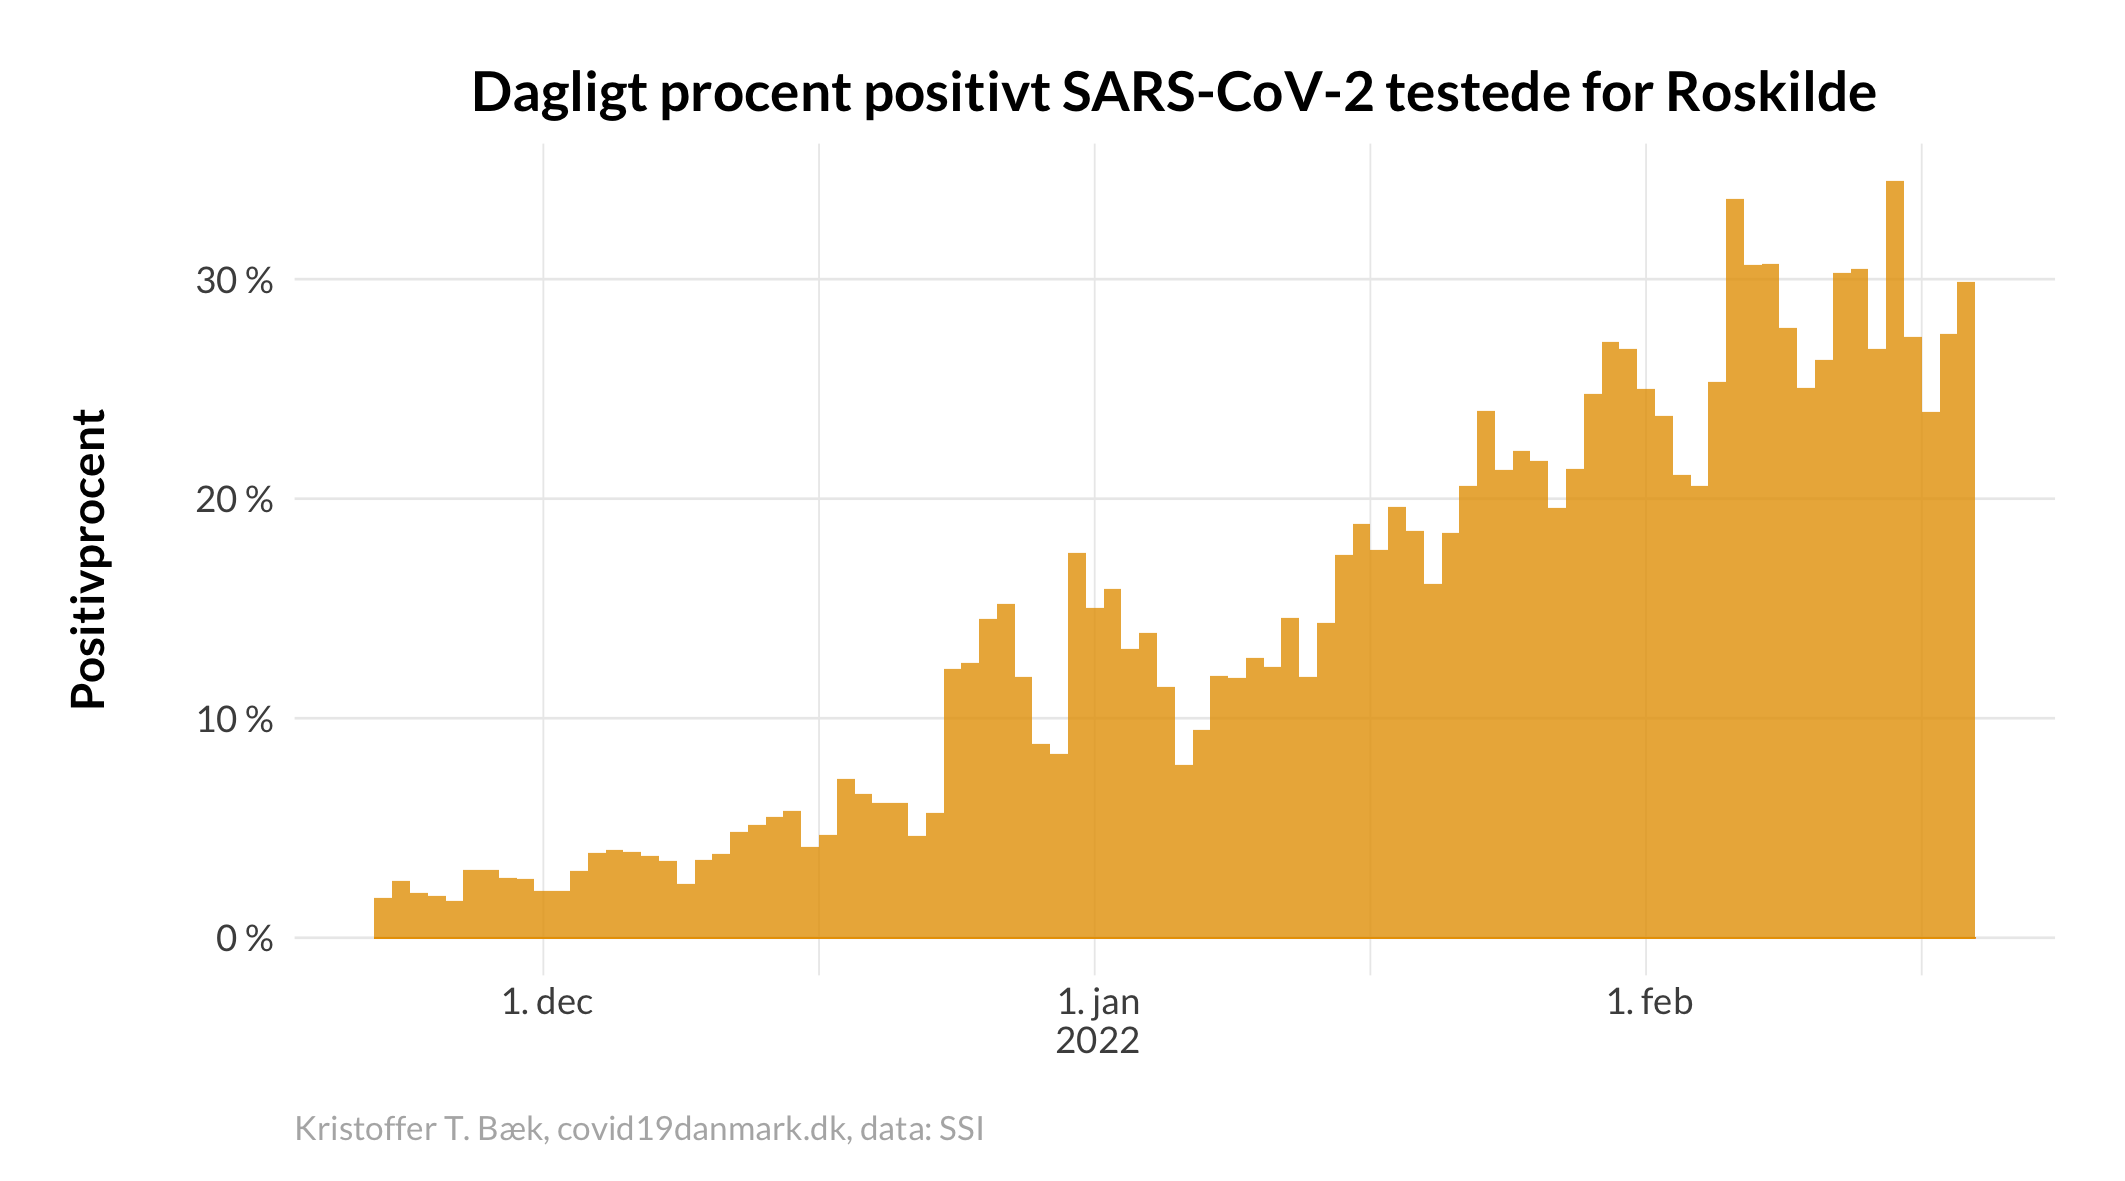 Dagligt procent positivt SARS-CoV-2 testede for Roskilde
Positivprocent
30 %
20 %
10 %
0 %
1. dec
1. jan
2022
1. feb
Kristoffer T. Bæk, covid19danmark.dk, data: SSI